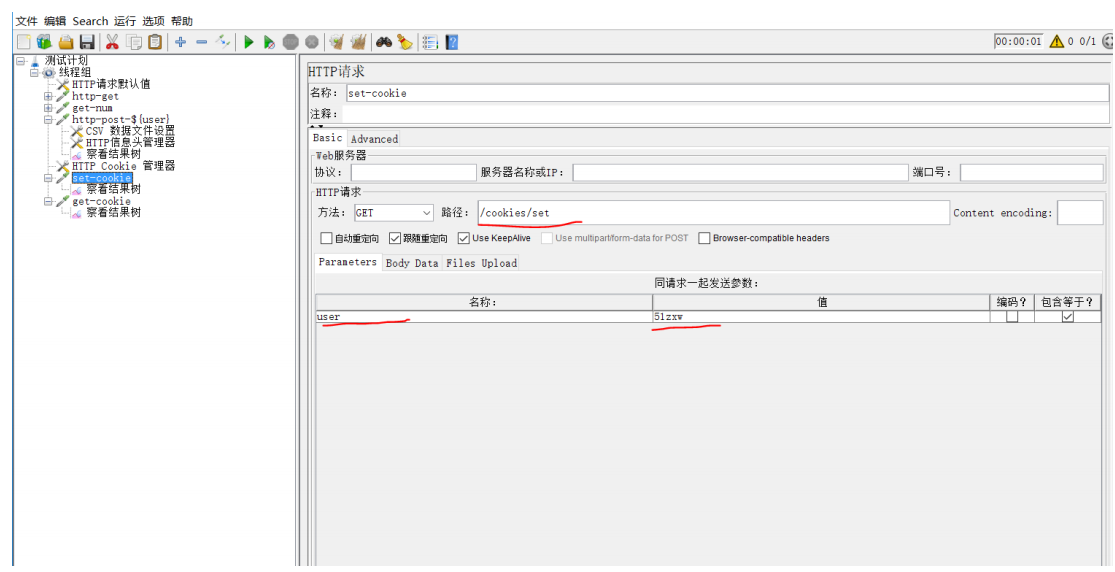 文件 编辑 Search 运行 选项 帮助
00:00:01 0 0/1
测试计划
线程组
HTTP请求默认值
http-get
get-num
http-post-${user}
CSV 数据文件设置
HTTP信息头管理器
察看结果树
HTTP Cookie 管理器
set-cookie
察看结果树
get-cookie
察看结果树
HTTP请求
名称： set-cookie
注释：
Basic Advanced
Web服务器
协议： 服务器名称或IP： 端口号：
HTTP请求
方法： GET 路径： /cookies/set Content encoding:
自动重定向 跟随重定向 Use KeepAlive Use multipart/form-data for POST Browser-compatible headers
Parameters Body Data Files Upload
同请求一起发送参数：
名称： 值 编码？ 包含等于？
user 51zxw